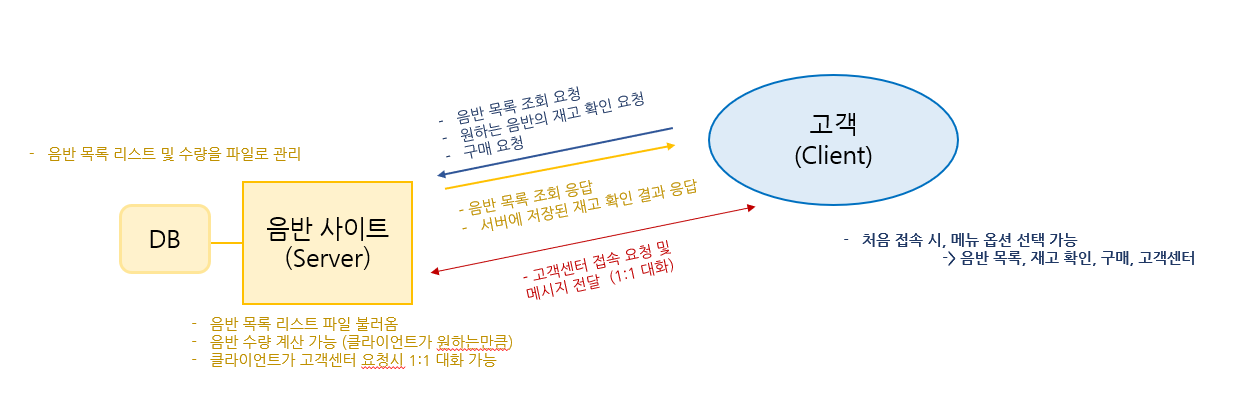 - 음반 목록 조회 요청
- 원하는 음반의 재고 확인 요청
- 구매 요청
고객
(Client)
- 음반 목록 리스트 및 수량을 파일로 관리
DB
음반 사이트
(Server)
- 음반 목록 조회 응답
- 서버에 저장된 재고 확인 결과 응답
- 고객센터 접속 요청 및
메시지 전달 (1:1 대화)
- 처음 접속 시, 메뉴 옵션 선택 가능
-> 음반 목록, 재고 확인, 구매, 고객센터
- 음반 목록 리스트 파일 불러옴
- 음반 수량 계산 가능 (클라이언트가 원하는만큼)
- 클라이언트가 고객센터 요청시 1:1 대화 가능